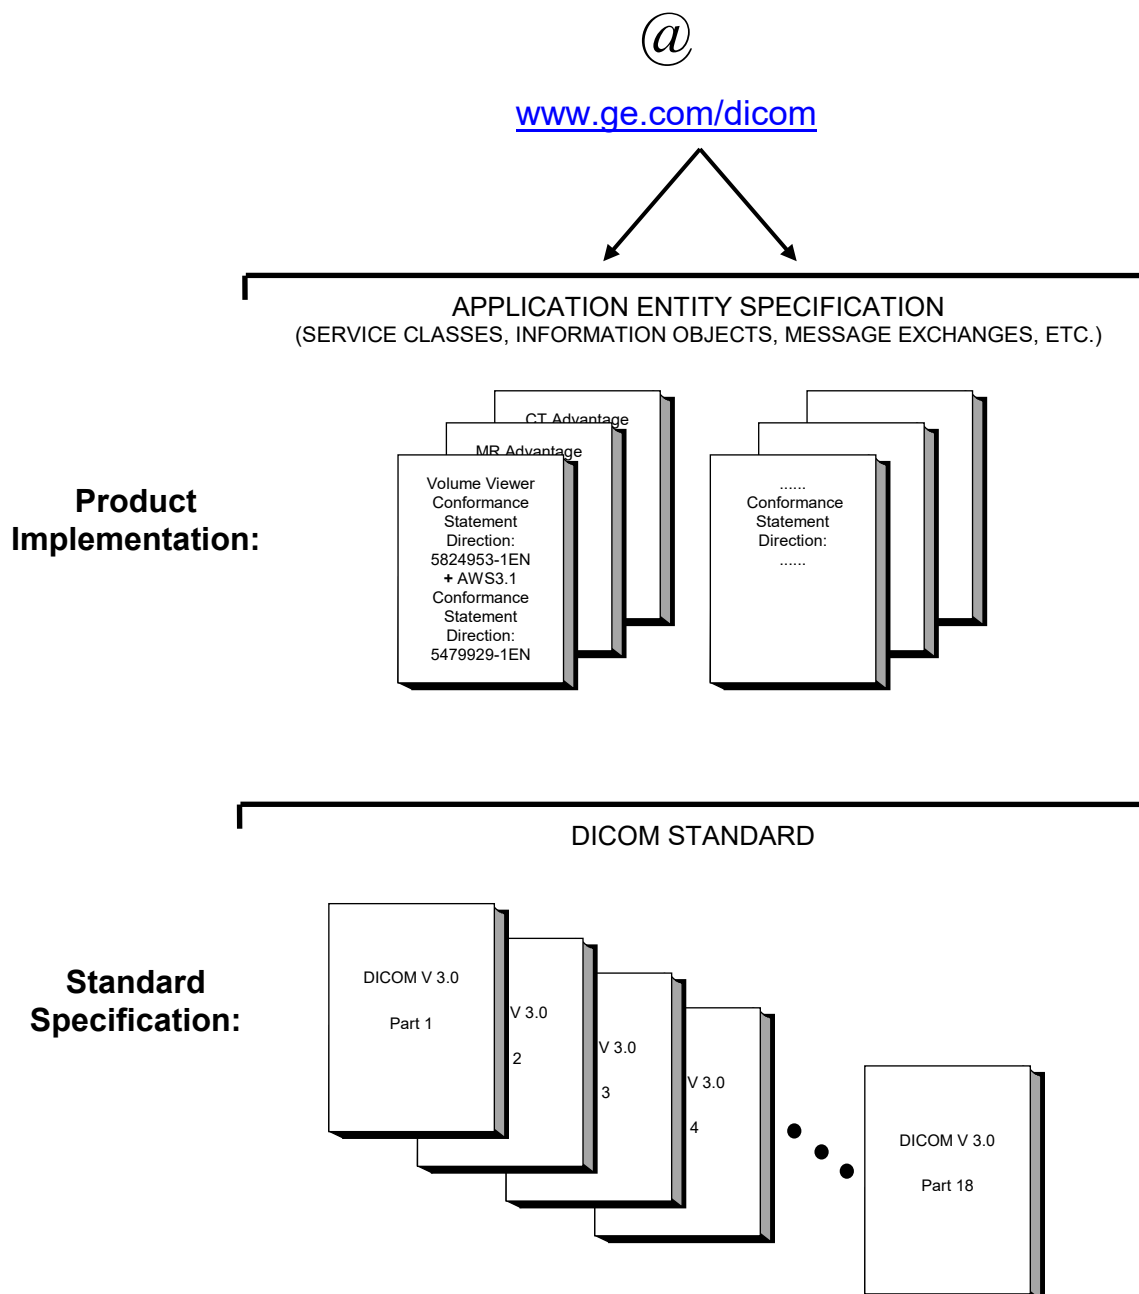 @
www.ge.com/dicom
APPLICATION ENTITY SPECIFICATION
(SERVICE CLASSES, INFORMATION OBJECTS, MESSAGE EXCHANGES, ETC.)
Product
Implementation:
CT Advantage
MR Advantage
Volume Viewer
Conformance
Statement
Direction:
5824953-1EN
+ AWS3.1
Conformance
Statement
Direction:
5479929-1EN
......
Conformance
Statement
Direction:
......
DICOM STANDARD
Standard
Specification:
DICOM V 3.0
Part 1
V 3.0
2
V 3.0
3
V 3.0
4
DICOM V 3.0
Part 18